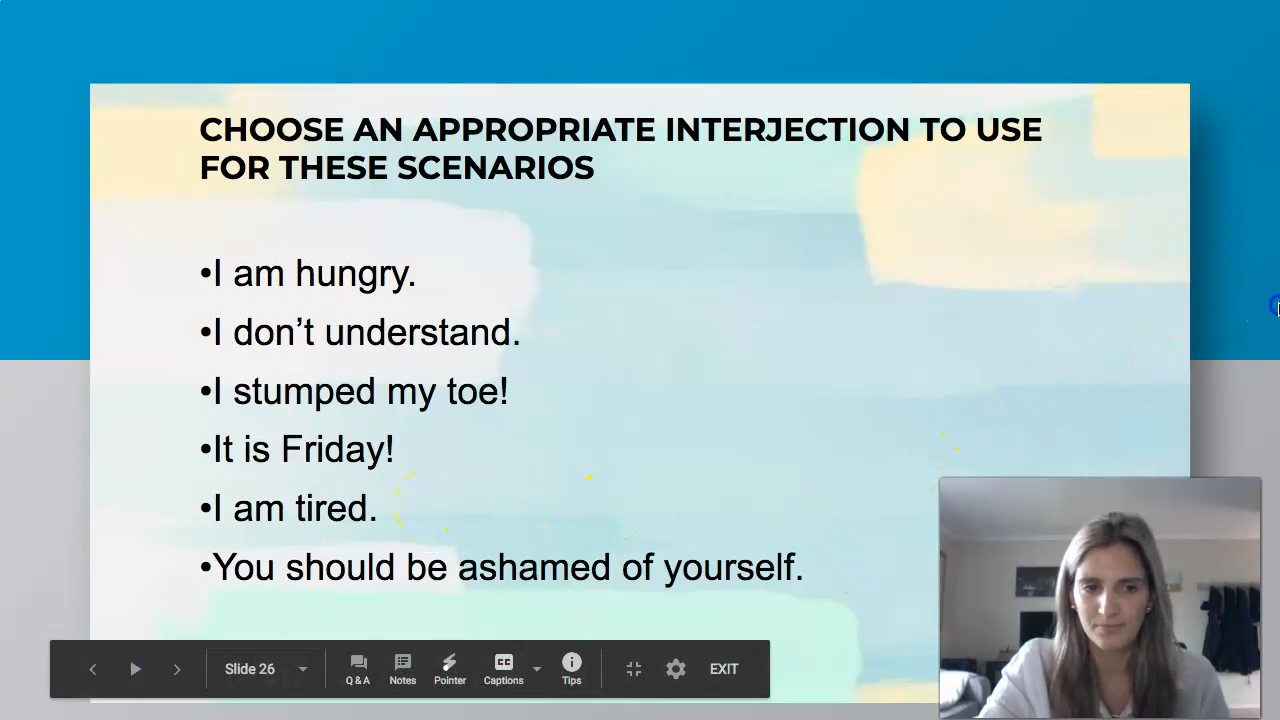 CHOOSE AN APPROPRIATE INTERJECTION TO USE
FOR THESE SCENARIOS
•I am hungry.
•I don’t understand.
•I stumped my toe!
•It is Friday!
•I am tired.
•You should be ashamed of yourself.
Slide 26
Q & A
Notes
Pointer
CC
Captions
Tips
EXIT